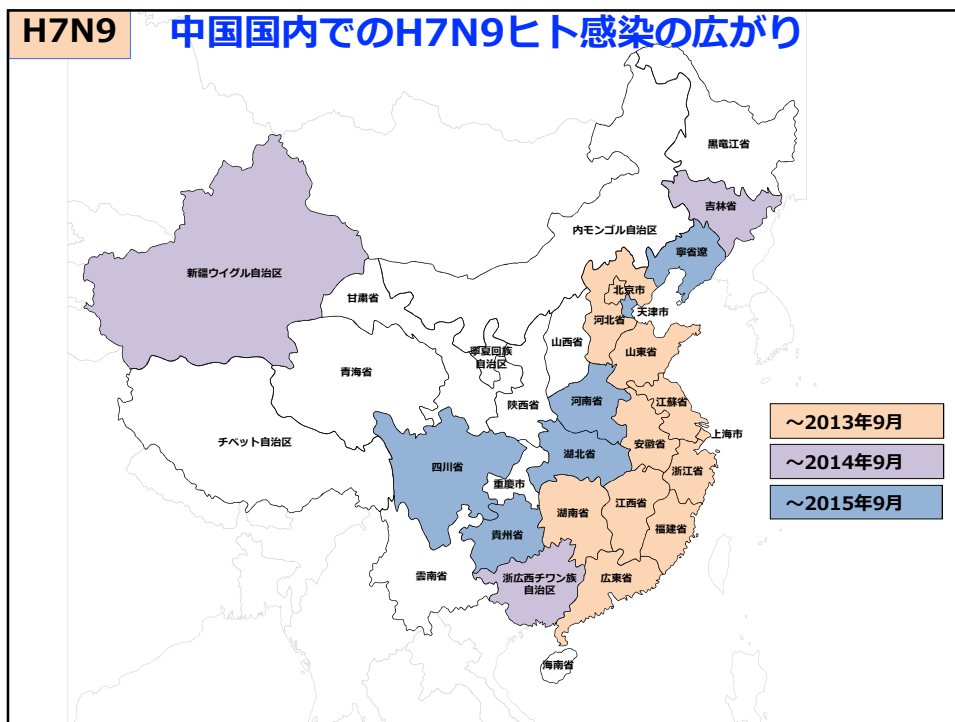 H7N9
中国国内でのH7N9ヒト感染の広がり
黒竜江省
吉林省
内モンゴル自治区
寧省遼
新疆ウイグル自治区
北京市
甘粛省
天津市
河北省
山西省
山東省
寧夏回族
自治区
青海省
河南省
江蘇省
陝西省
～2013年9月
上海市
チベット自治区
安徽省
湖北省
～2014年9月
四川省
浙江省
重慶市
～2015年9月
江西省
湖南省
福建省
貴州省
雲南省
浙広西チワン族
自治区
広東省
海南省